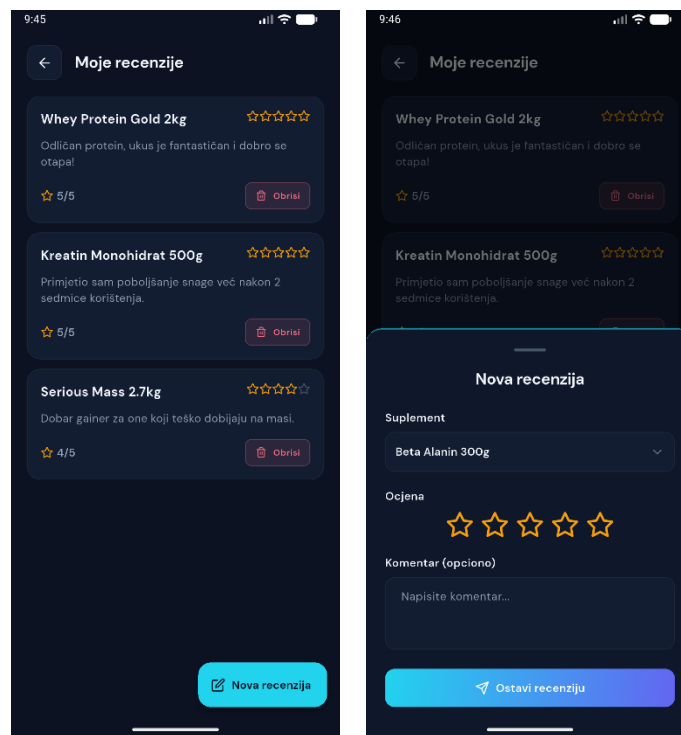 9:45
Moje recenzije
Whey Protein Gold 2kg
Odličan protein, ukus je fantastičan i dobro se
otapa!
5/5
Obrisi
Kreatin Monohidrat 500g
Primjetio sam poboljšanje snage već nakon 2
sedmice korištenja.
5/5
Obrisi
Serious Mass 2.7kg
Dobar gainer za one koji teško dobijaju na masi.
4/5
Obrisi
Nova recenzija
9:46
Moje recenzije
Whey Protein Gold 2kg
Odličan protein, ukus je fantastičan i dobro se
otapa!
5/5
Obrisi
Kreatin Monohidrat 500g
Primjetio sam poboljšanje snage već nakon 2
sedmice korištenja.
Nova recenzija
Suplement
Beta Alanin 300g
Ocjena
Komentar (opciono)
Napisite komentar...
Ostavi recenziju